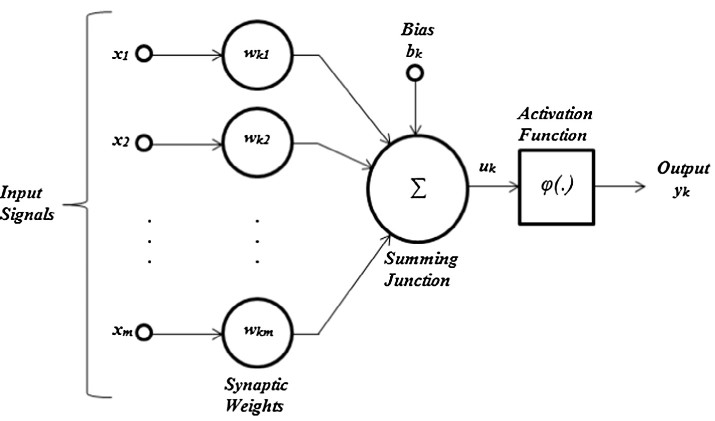 Bias
bk
x1
wk1
x2
wk2
Activation
Function
Input
Signals
Σ
uk
φ(.)
Output
yk
Summing
Junction
xm
wkm
Synaptic
Weights